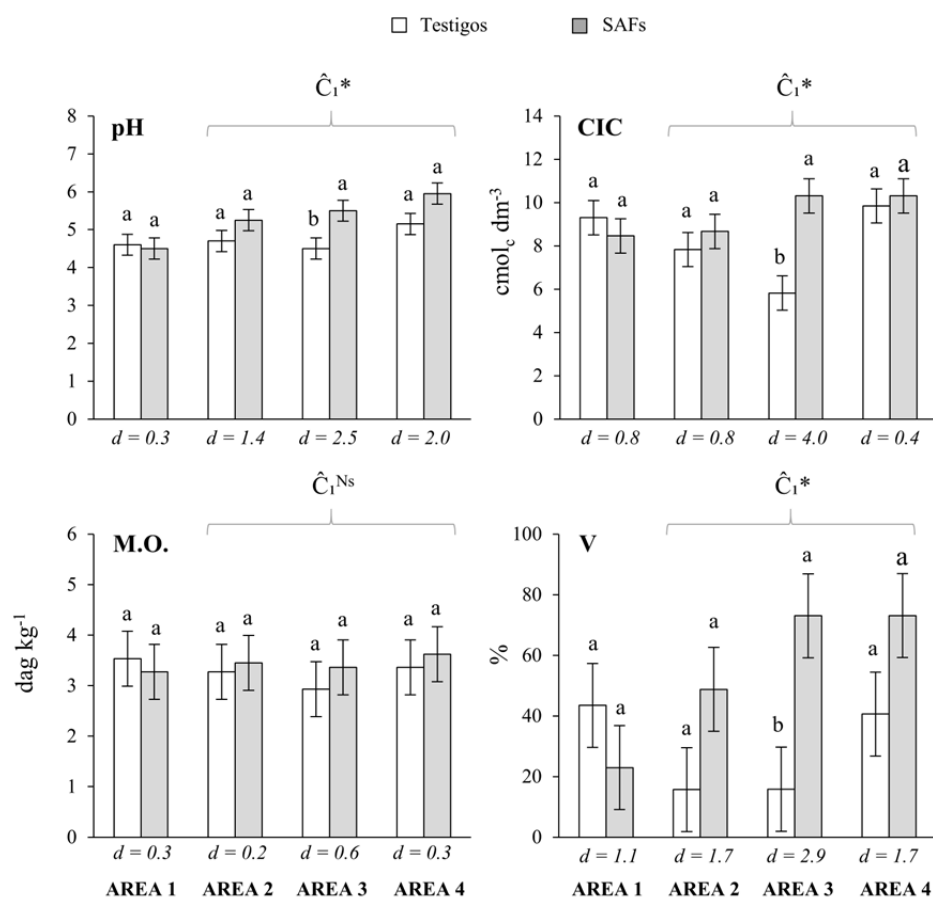 Testigos SAFs
Ĉ₁*
pH
8
7
6
5
4
3
2
1
0
a a a a b a a a
d = 0.3 d = 1.4 d = 2.5 d = 2.0
Ĉ₁*
CIC
cmolc dm-3
14
12
10
8
6
4
2
0
a a a a b a a a
d = 0.8 d = 0.8 d = 4.0 d = 0.4
Ĉ₁Ns
M.O.
dag kg-1
6
5
4
3
2
1
0
a a a a a a a a
d = 0.3 d = 0.2 d = 0.6 d = 0.3
AREA 1 AREA 2 AREA 3 AREA 4
Ĉ₁*
V
%
100
80
60
40
20
0
a a a a b a a a
d = 1.1 d = 1.7 d = 2.9 d = 1.7
AREA 1 AREA 2 AREA 3 AREA 4